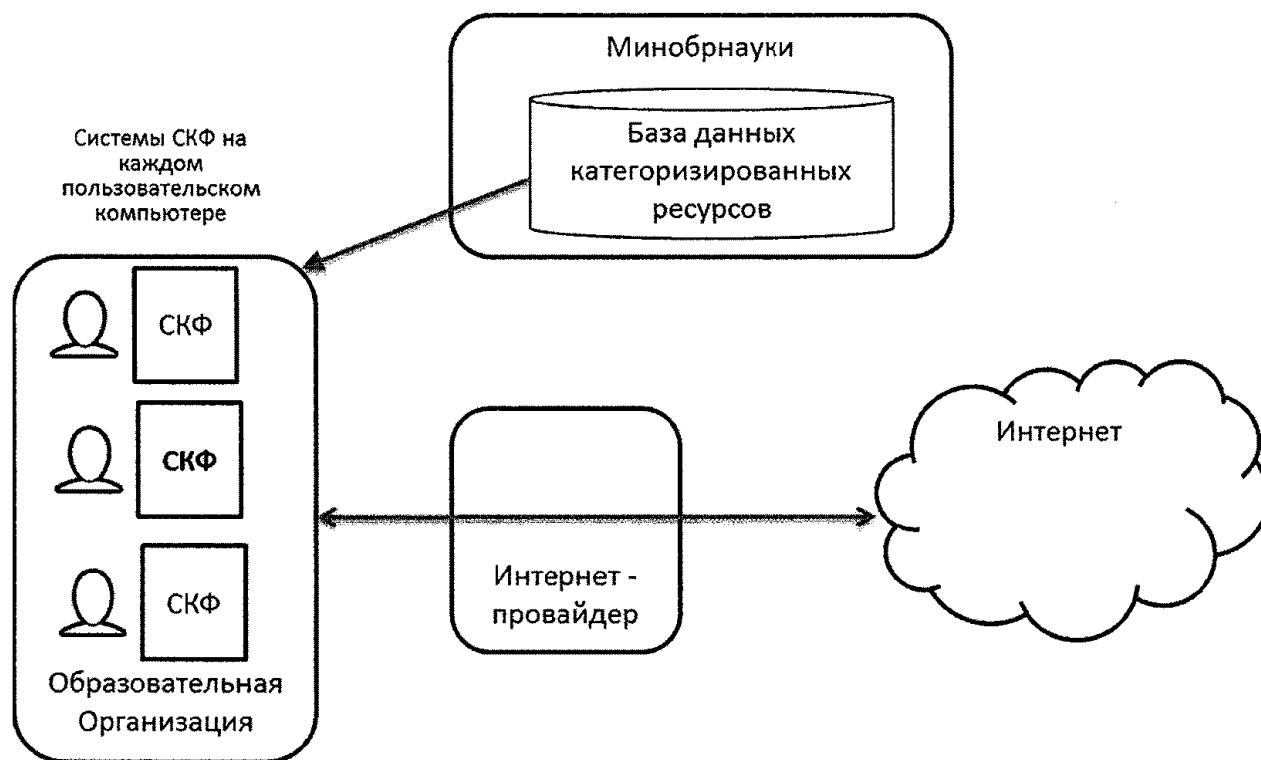 Минобрнауки
База данных
категоризированных
ресурсов
Системы СКФ на
каждом
пользовательском
компьютере
СКФ
СКФ
СКФ
Образовательная
Организация
Интернет -
провайдер
Интернет